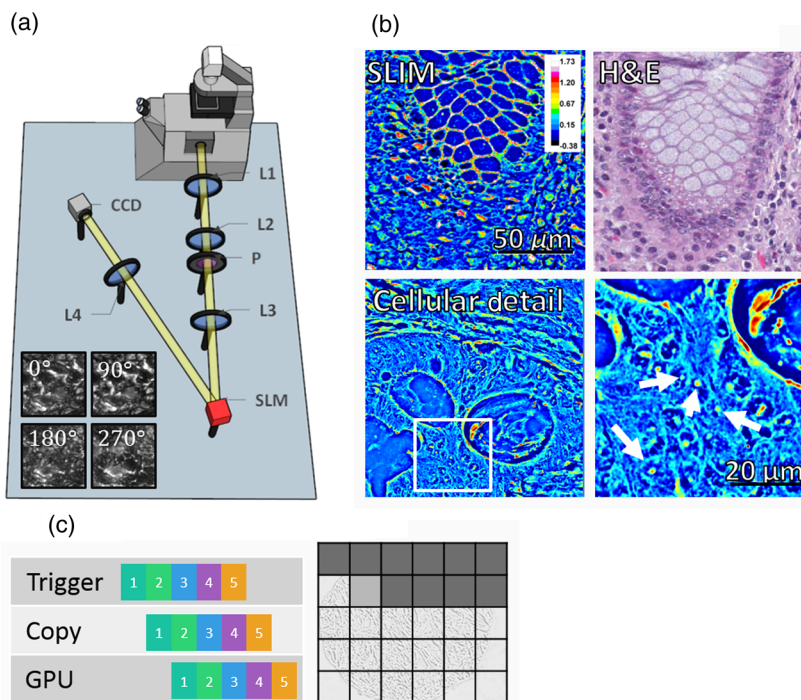 (a)
L1
L2
P
L3
CCD
L4
SLM
0°
90°
180°
270°
(b)
SLIM
1.73
1.20
0.67
0.15
-0.38
50 μm
H&E
Cellular detail
20 μm
(c)
Trigger 1 2 3 4 5
Copy 1 2 3 4 5
GPU 1 2 3 4 5